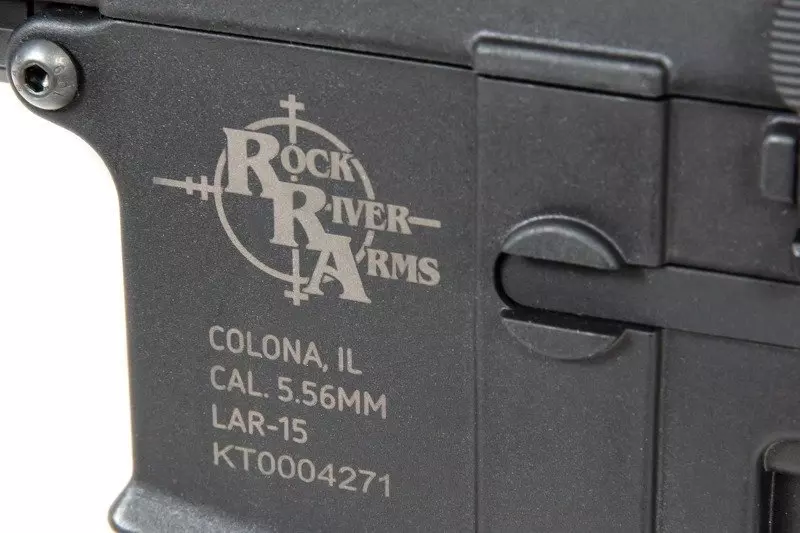 ROCK
RIVER
ARMS
COLONA, IL
CAL. 5.56MM
LAR-15
KT0004271